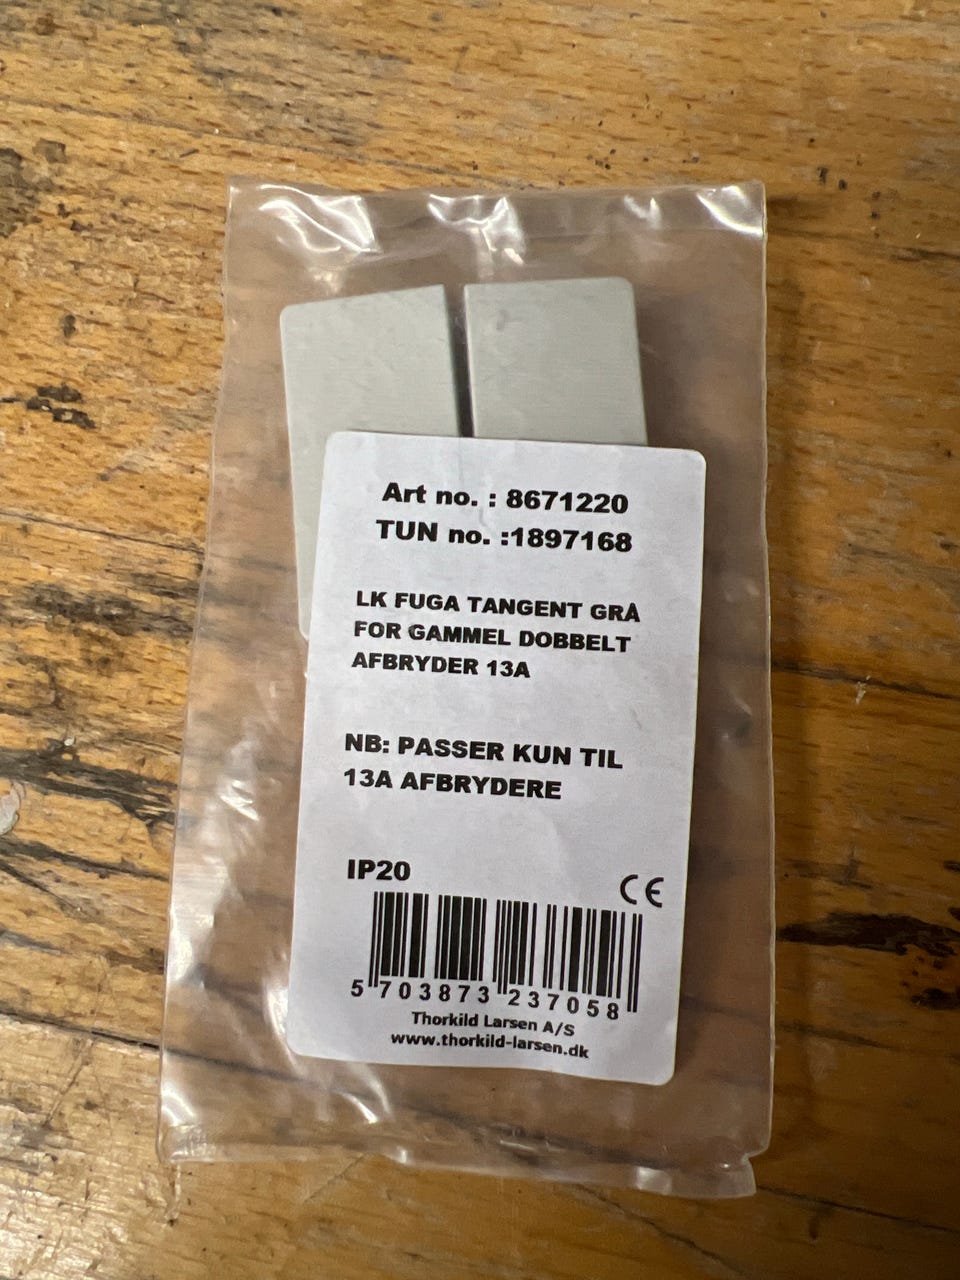 Art no. : 8671220
TUN no. :1897168
LK FUGA TANGENT GRÅ
FOR GAMMEL DOBBELT
AFBRYDER 13A
NB: PASSER KUN TIL
13A AFBRYDERE
IP20
CE
5 703873 237058
Thorkild Larsen A/S
www.thorkild-larsen.dk